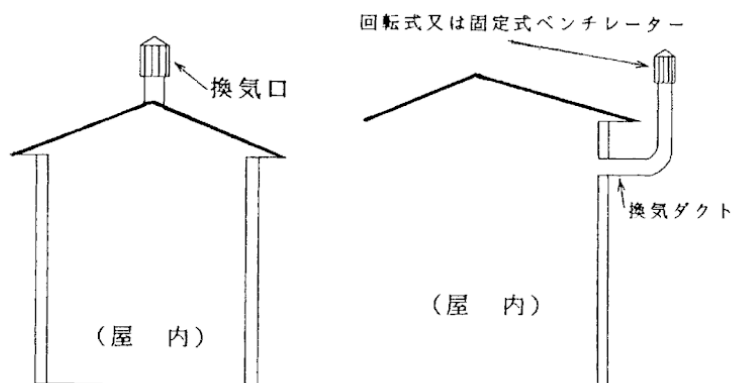 回転式又は固定式ベンチレーター
換気口
換気ダクト
（屋　内）
（屋　内）